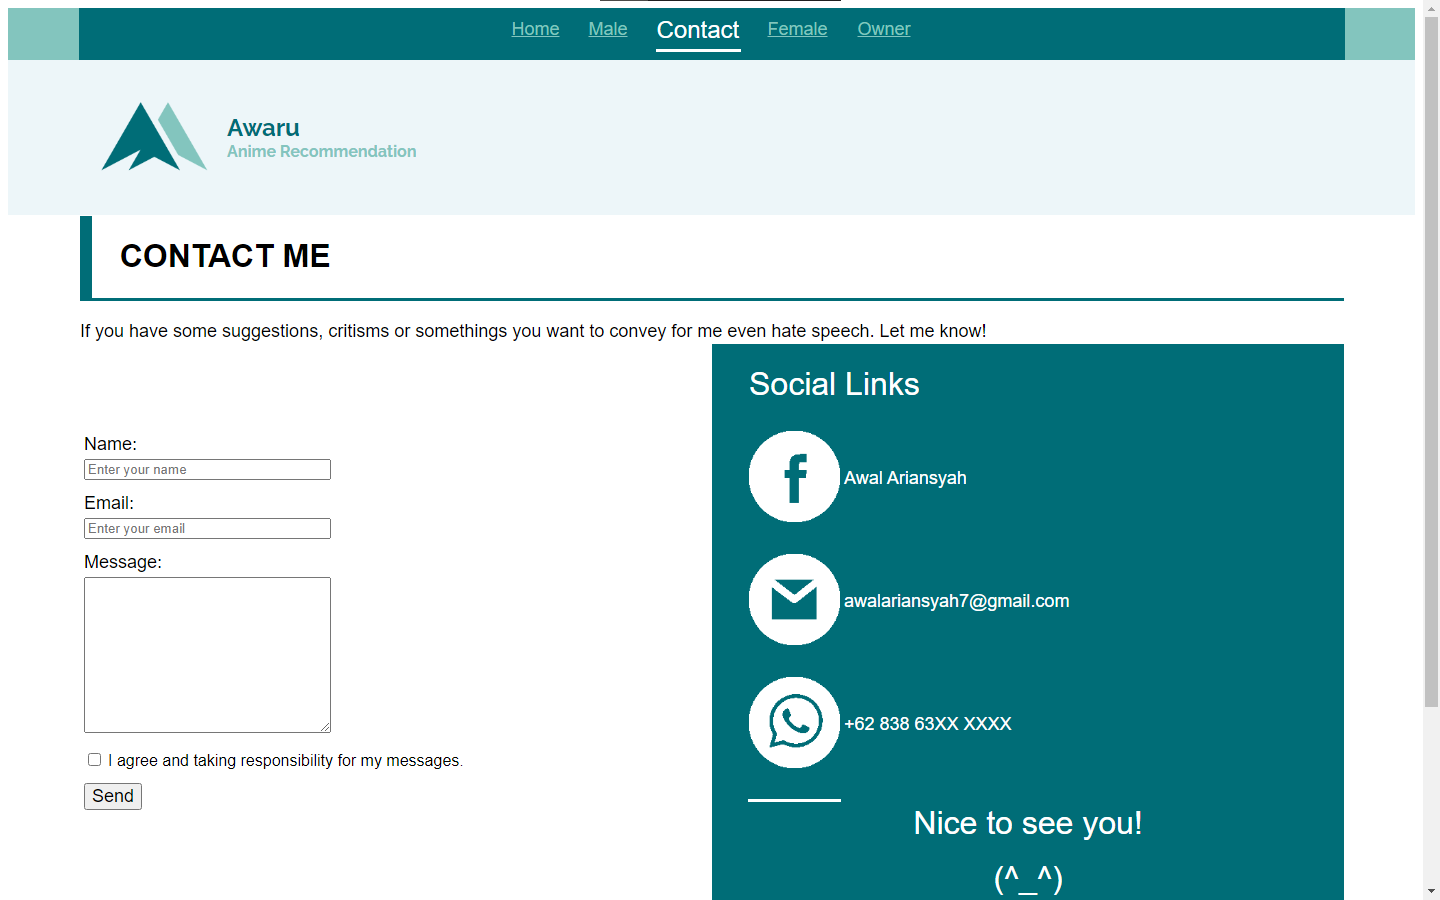 Home Male Contact Female Owner
Awaru
Anime Recommendation
CONTACT ME
If you have some suggestions, critisms or somethings you want to convey for me even hate speech. Let me know!
Name:
Enter your name
Email:
Enter your email
Message:
I agree and taking responsibility for my messages.
Send
Social Links
Awal Ariansyah
awalariansyah7@gmail.com
+62 838 63XX XXXX
Nice to see you!
(^_^)